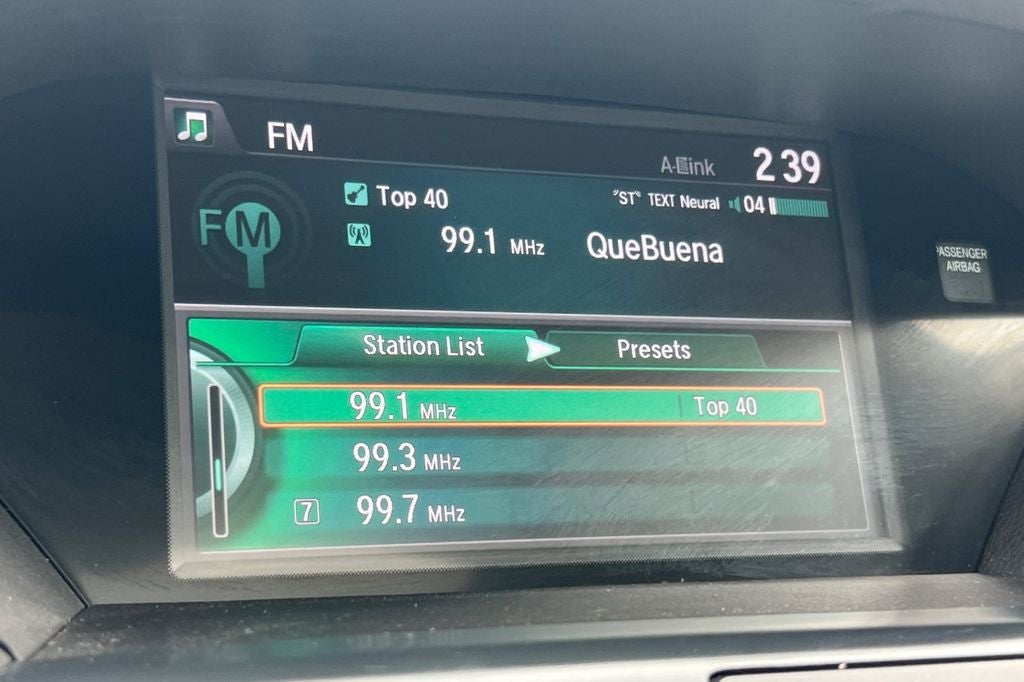 FM
A-Link 2 39
FM Top 40 "ST" TEXT Neural 04
99.1 MHz QueBuena
PASSENGER
AIRBAG
Station List Presets
99.1 MHz Top 40
99.3 MHz
7 99.7 MHz